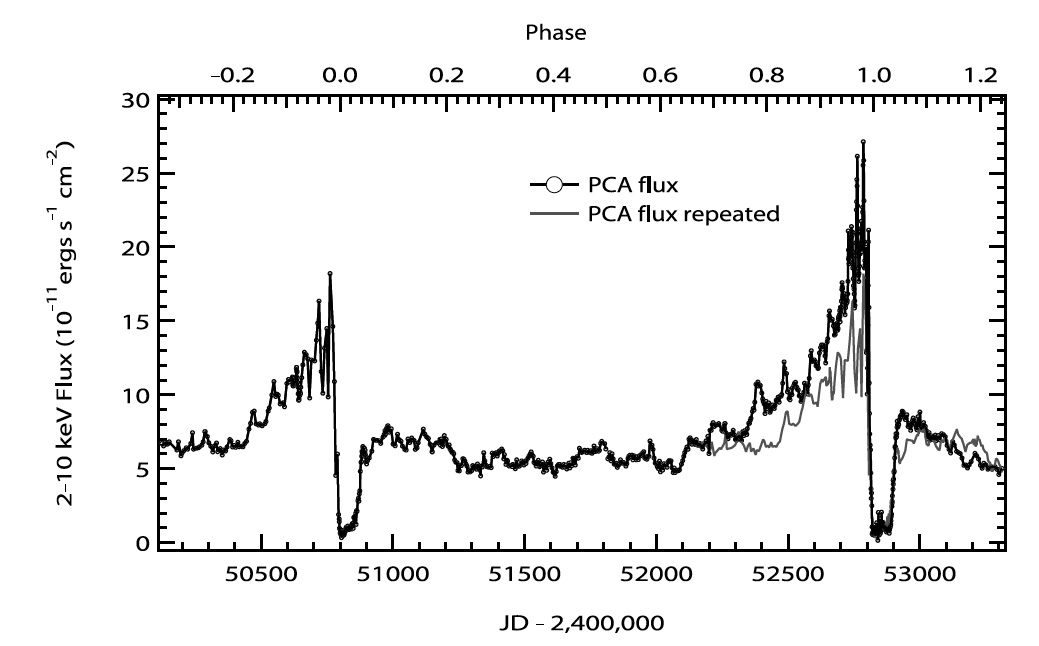 Phase
−0.2 0.0 0.2 0.4 0.6 0.8 1.0 1.2
30
25
20
15
10
5
0
2-10 keV Flux (10⁻¹¹ ergs s⁻¹ cm⁻²)
PCA flux
PCA flux repeated
50500 51000 51500 52000 52500 53000
JD - 2,400,000